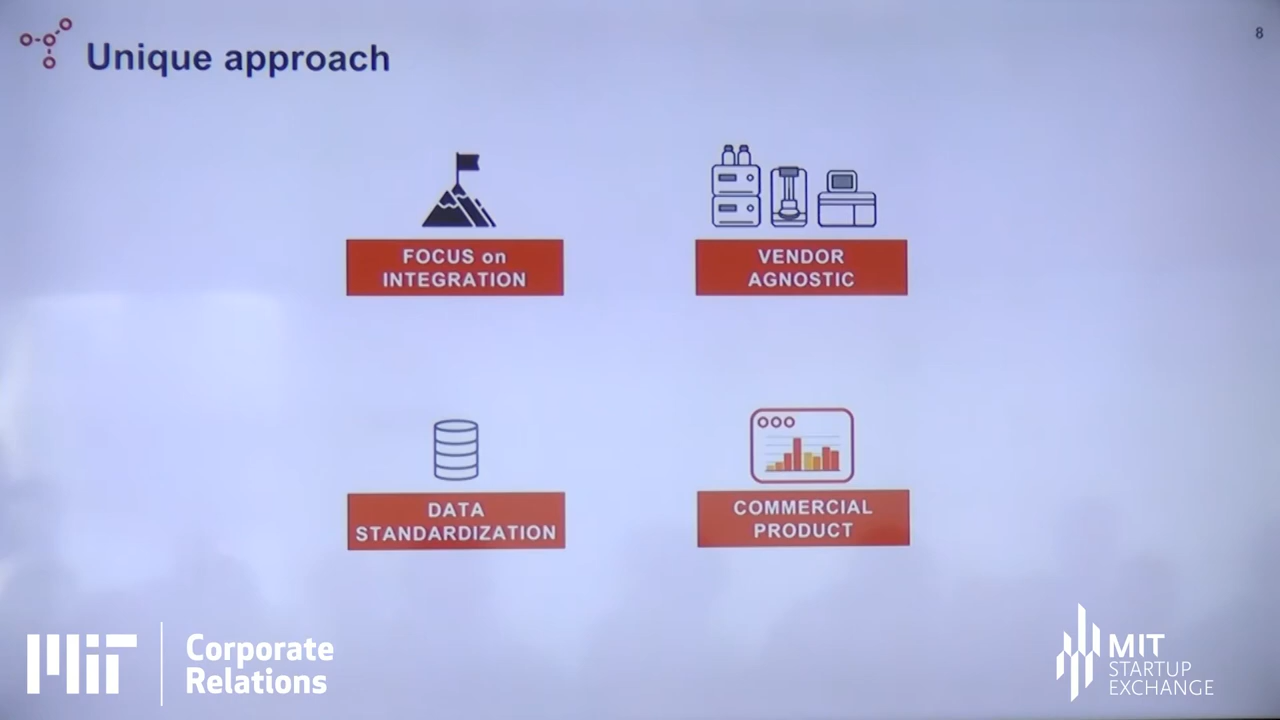 Unique approach
8
FOCUS on
INTEGRATION
VENDOR
AGNOSTIC
DATA
STANDARDIZATION
COMMERCIAL
PRODUCT
MIT
Corporate
Relations
MIT
STARTUP
EXCHANGE